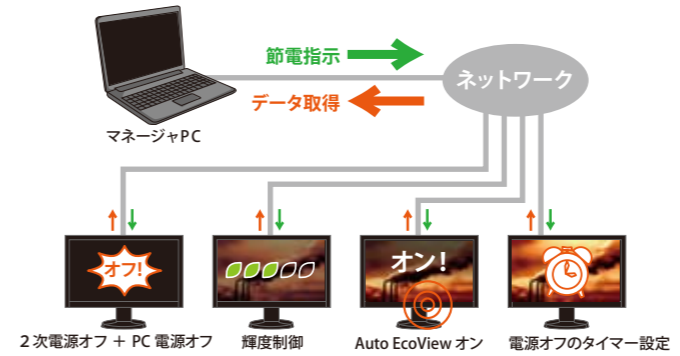 節電指示
ネットワーク
データ取得
マネージャPC
オフ!
オン!
2次電源オフ + PC電源オフ
輝度制御
Auto EcoView オン
電源オフのタイマー設定